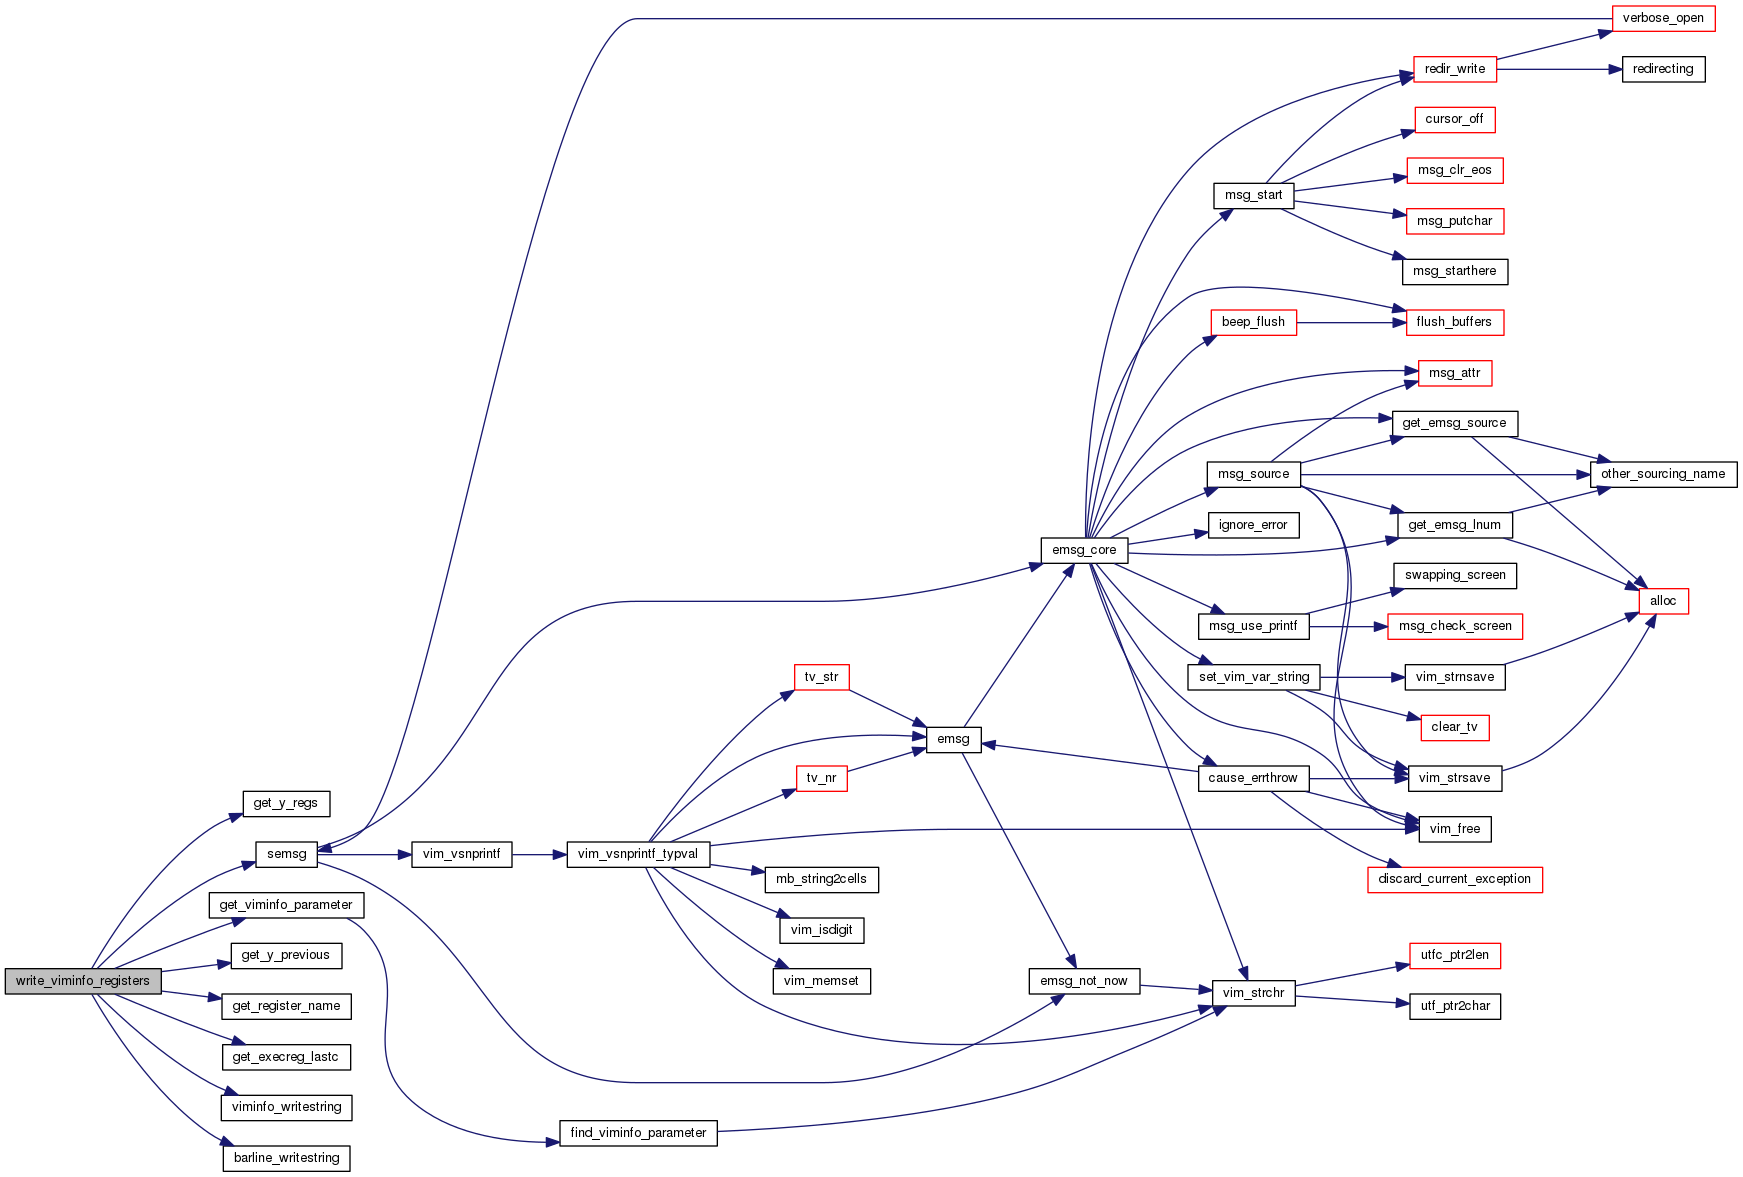 verbose_open
redir_write
redirecting
cursor_off
msg_clr_eos
msg_start
msg_putchar
msg_starthere
beep_flush
flush_buffers
msg_attr
get_emsg_source
msg_source
other_sourcing_name
ignore_error
get_emsg_lnum
emsg_core
swapping_screen
alloc
msg_use_printf
msg_check_screen
tv_str
set_vim_var_string
vim_strnsave
clear_tv
emsg
tv_nr
cause_errthrow
vim_strsave
get_y_regs
vim_free
semsg
vim_vsnprintf
vim_vsnprintf_typval
mb_string2cells
discard_current_exception
get_viminfo_parameter
vim_isdigit
get_y_previous
utfc_ptr2len
write_viminfo_registers
vim_memset
emsg_not_now
vim_strchr
get_register_name
utf_ptr2char
get_execreg_lastc
viminfo_writestring
find_viminfo_parameter
barline_writestring